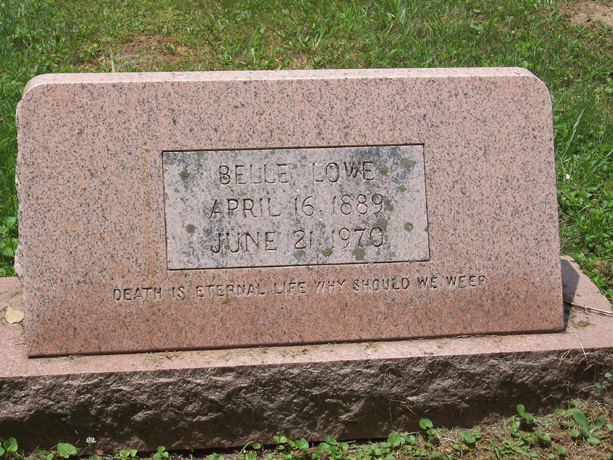 BELLE LOWE
APRIL 16, 1889
JUNE 21, 1970
DEATH IS ETERNAL LIFE WHY SHOULD WE WEEP